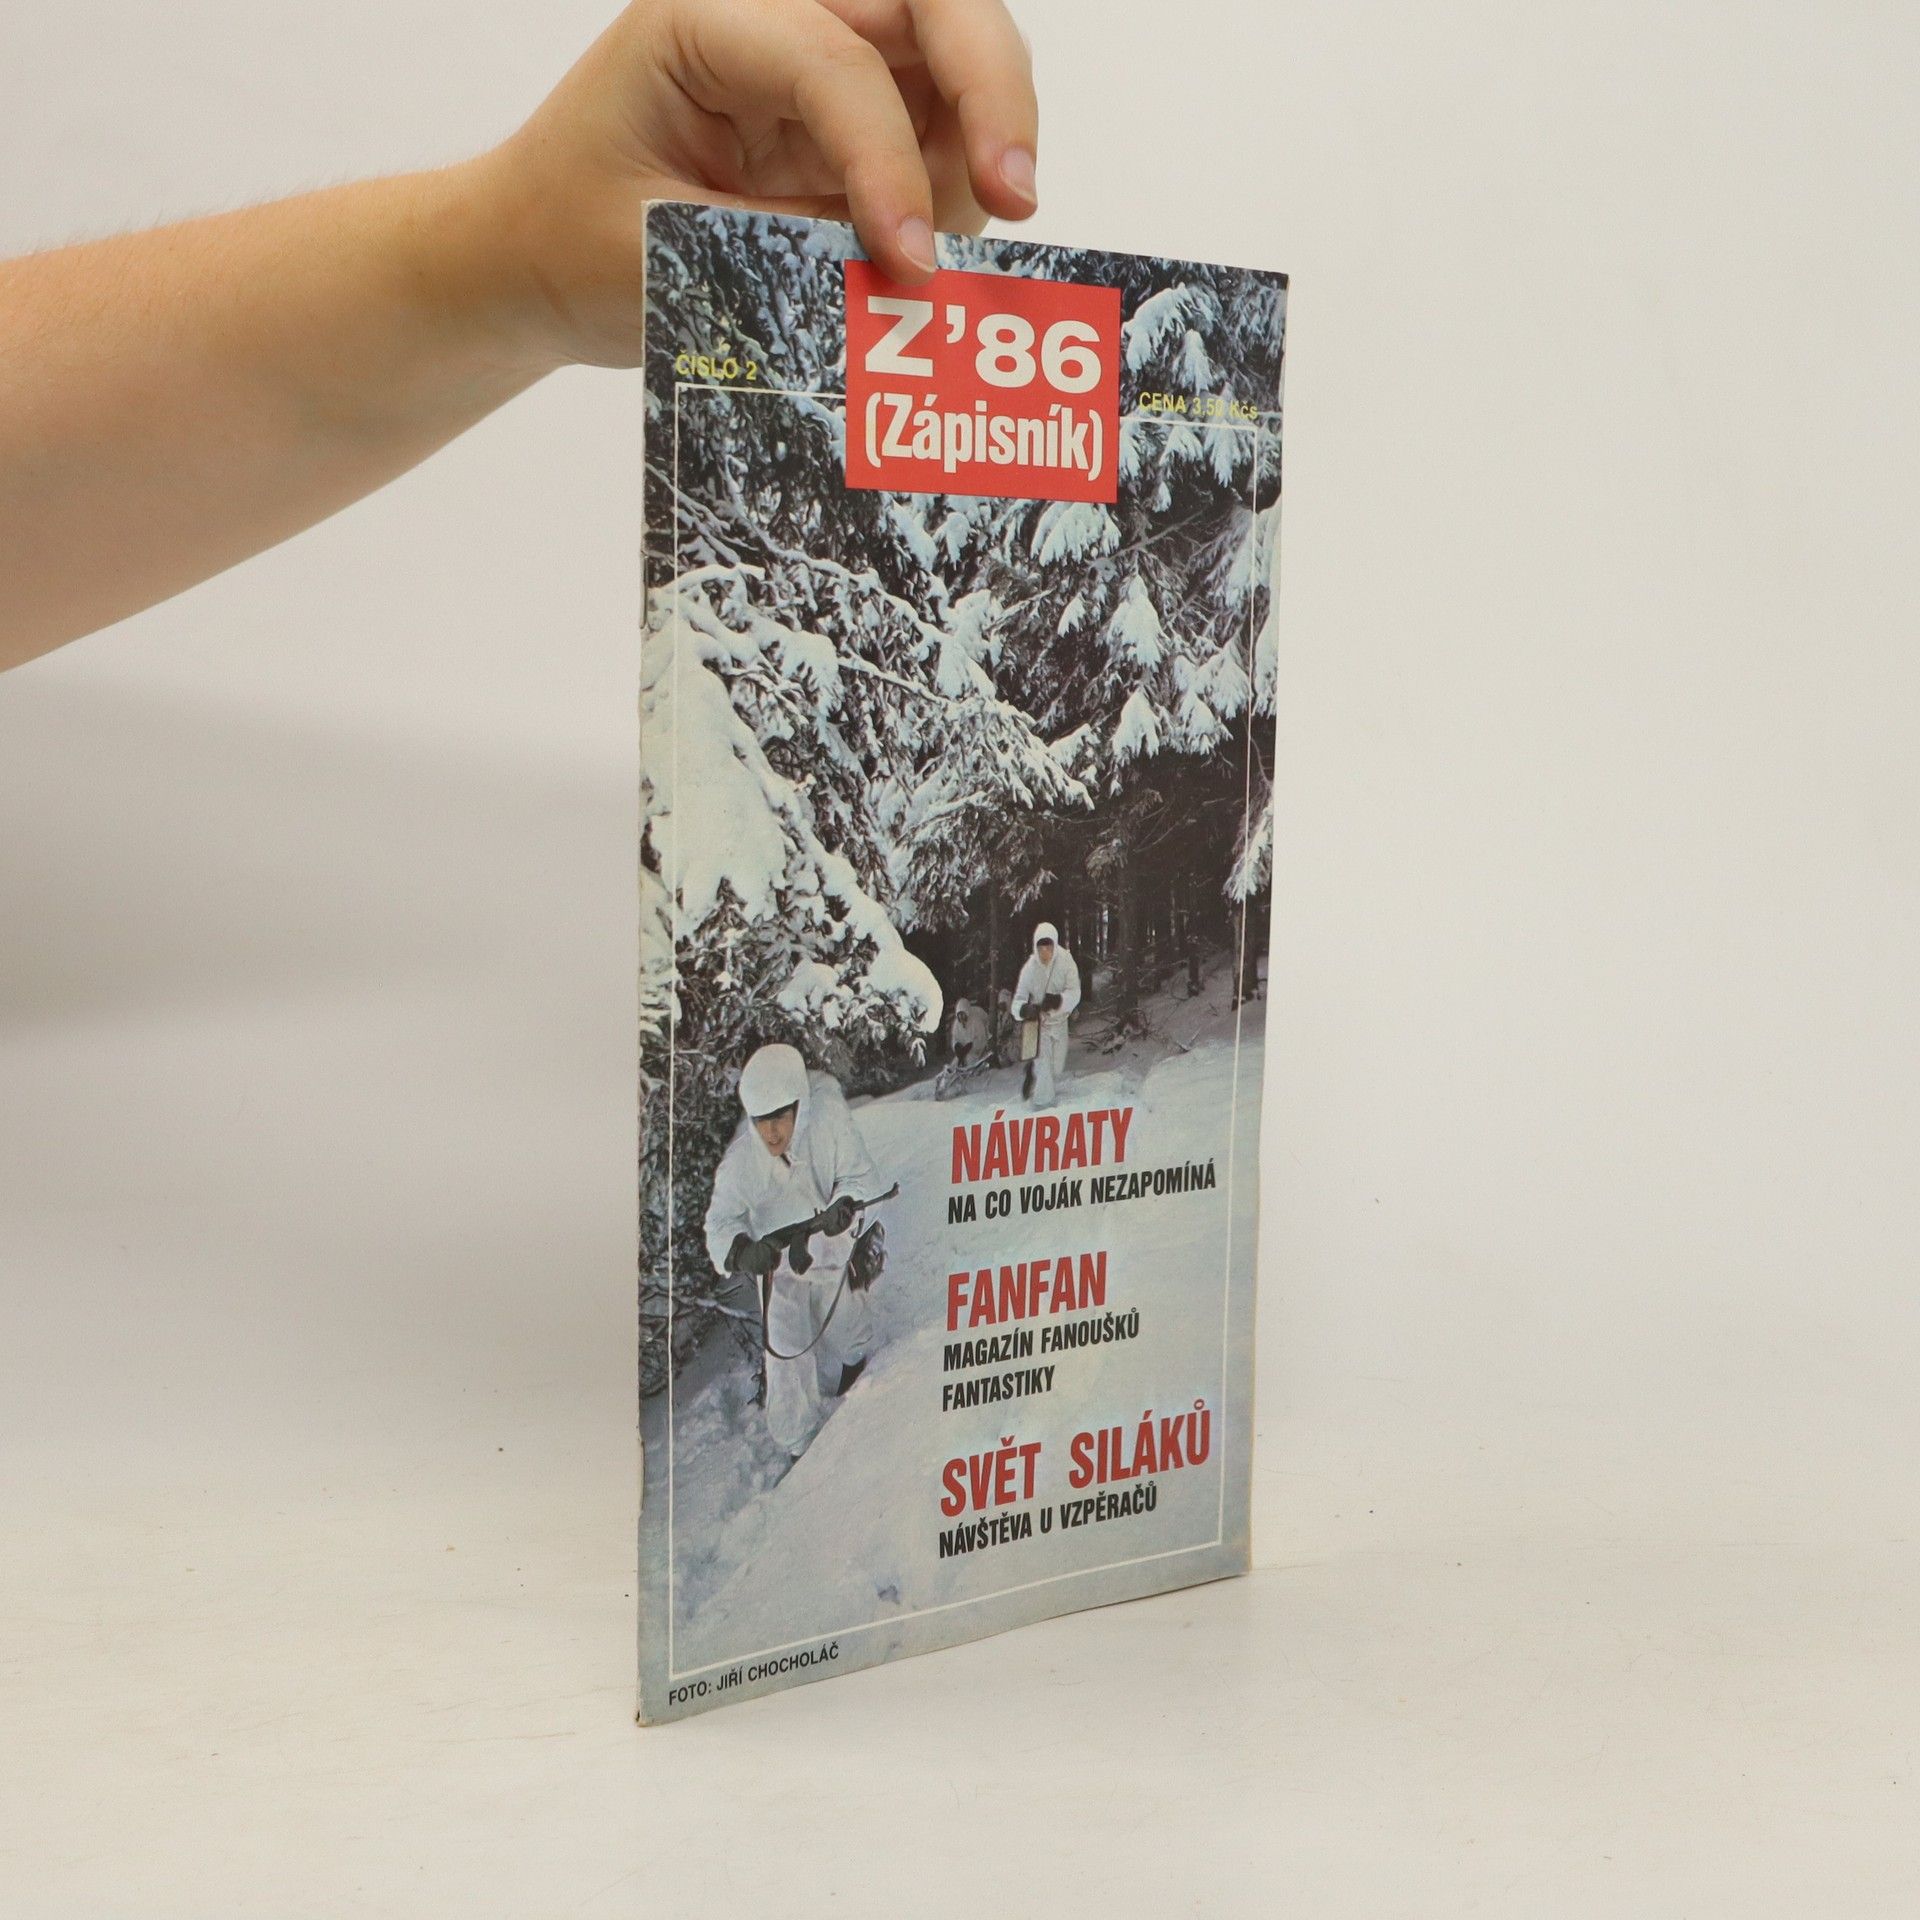 Z'86
(Zápisník)
ČÍSLO 2
CENA 3,50 Kčs
NÁVRATY
NA CO VOJÁK NEZAPOMÍNÁ
FANFAN
MAGAZÍN FANOUŠKŮ
FANTASTIKY
SVĚT SILÁKŮ
NÁVŠTĚVA U VZPĚRAČŮ
FOTO: JIŘÍ CHOCHOLÁČ